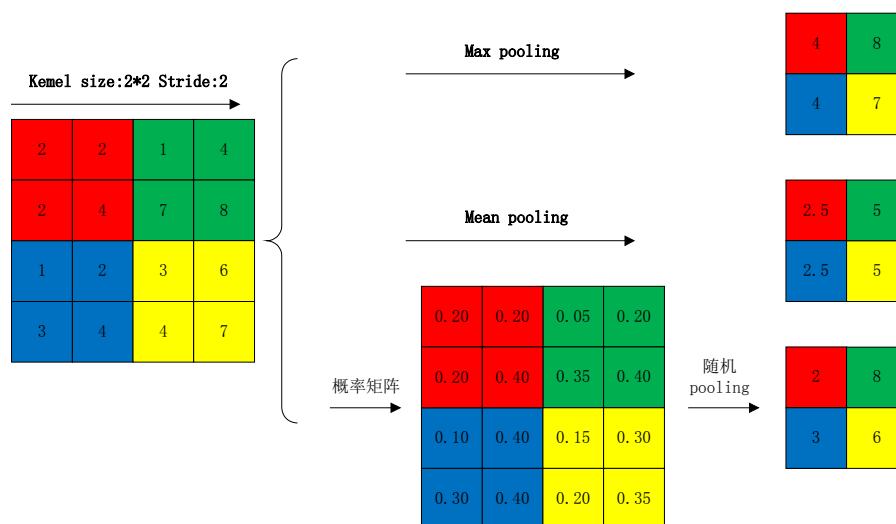 Kemel size:2*2 Stride:2
2 2 1 4
2 4 7 8
1 2 3 6
3 4 4 7
Max pooling
4 8
4 7
Mean pooling
2.5 5
2.5 5
概率矩阵
0.20 0.20 0.05 0.20
0.20 0.40 0.35 0.40
0.10 0.40 0.15 0.30
0.30 0.40 0.20 0.35
随机
pooling
2 8
3 6